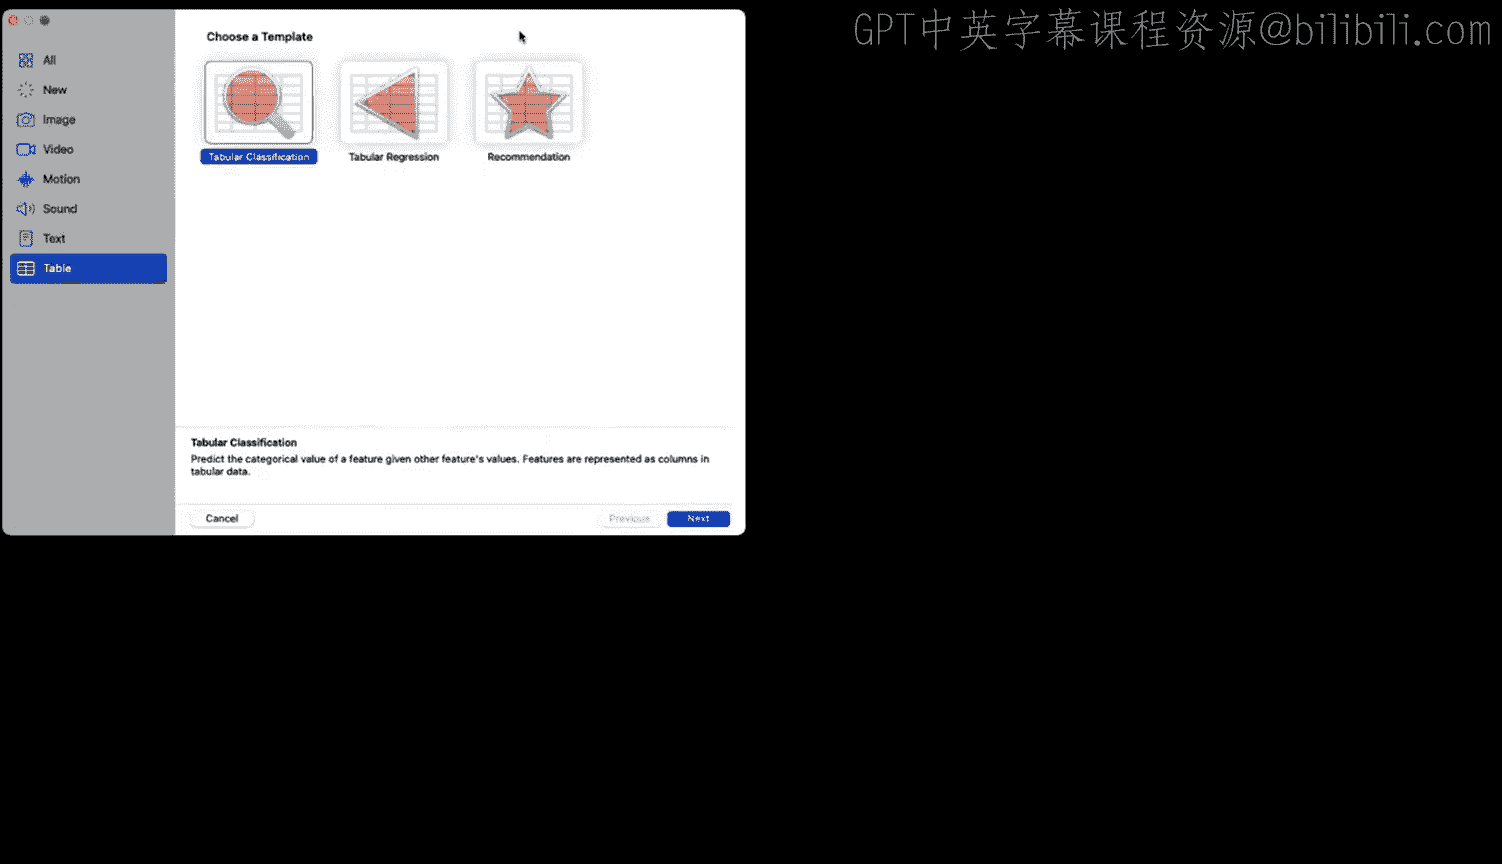 GPT中英字幕课程资源@bilibili.com
Choose a Template
All
New
Image
Video
Motion
Sound
Text
Table
Tabular Classification
Tabular Regression
Recommendation
Tabular Classification
Predict the categorical value of a feature given other feature's values. Features are represented as columns in
tabular data.
Cancel
Previous
Next